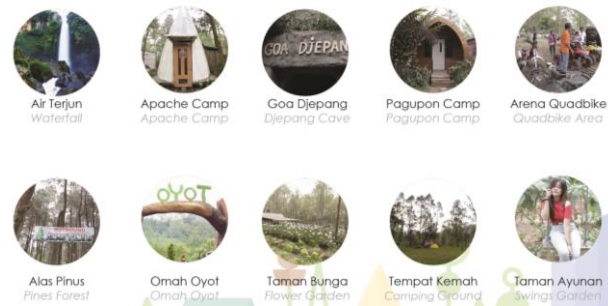 GOA DJEPAN
Air Terjun
Waterfall
Apache Camp
Apache Camp
Goa Djepang
Djepang Cave
Pagupon Camp
Pagupon Camp
Arena Quadbike
Quadbike Area
OYOT
Alas Pinus
Pines Forest
Omah Oyot
Omah Oyot
Taman Bunga
Flower Garden
Tempat Kemah
Camping Ground
Taman Ayunan
Swings Garden